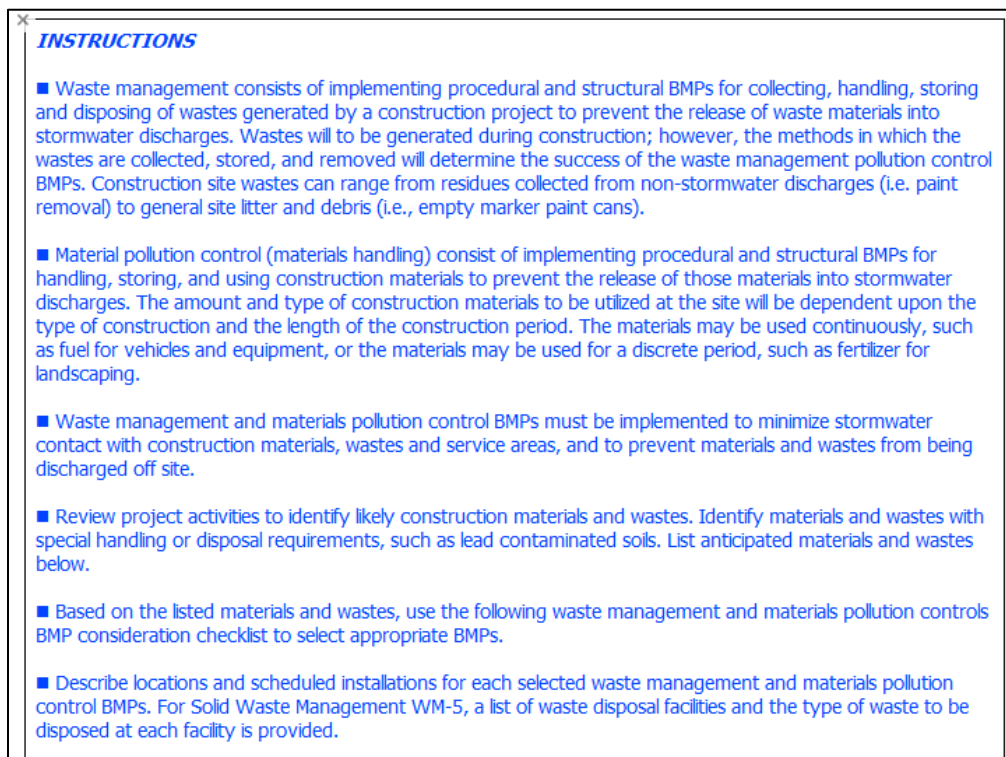 INSTRUCTIONS
■ Waste management consists of implementing procedural and structural BMPs for collecting, handling, storing
and disposing of wastes generated by a construction project to prevent the release of waste materials into
stormwater discharges. Wastes will to be generated during construction; however, the methods in which the
wastes are collected, stored, and removed will determine the success of the waste management pollution control
BMPs. Construction site wastes can range from residues collected from non-stormwater discharges (i.e. paint
removal) to general site litter and debris (i.e., empty marker paint cans).
■ Material pollution control (materials handling) consist of implementing procedural and structural BMPs for
handling, storing, and using construction materials to prevent the release of those materials into stormwater
discharges. The amount and type of construction materials to be utilized at the site will be dependent upon the
type of construction and the length of the construction period. The materials may be used continuously, such
as fuel for vehicles and equipment, or the materials may be used for a discrete period, such as fertilizer for
landscaping.
■ Waste management and materials pollution control BMPs must be implemented to minimize stormwater
contact with construction materials, wastes and service areas, and to prevent materials and wastes from being
discharged off site.
■ Review project activities to identify likely construction materials and wastes. Identify materials and wastes with
special handling or disposal requirements, such as lead contaminated soils. List anticipated materials and wastes
below.
■ Based on the listed materials and wastes, use the following waste management and materials pollution controls
BMP consideration checklist to select appropriate BMPs.
■ Describe locations and scheduled installations for each selected waste management and materials pollution
control BMPs. For Solid Waste Management WM-5, a list of waste disposal facilities and the type of waste to be
disposed at each facility is provided.